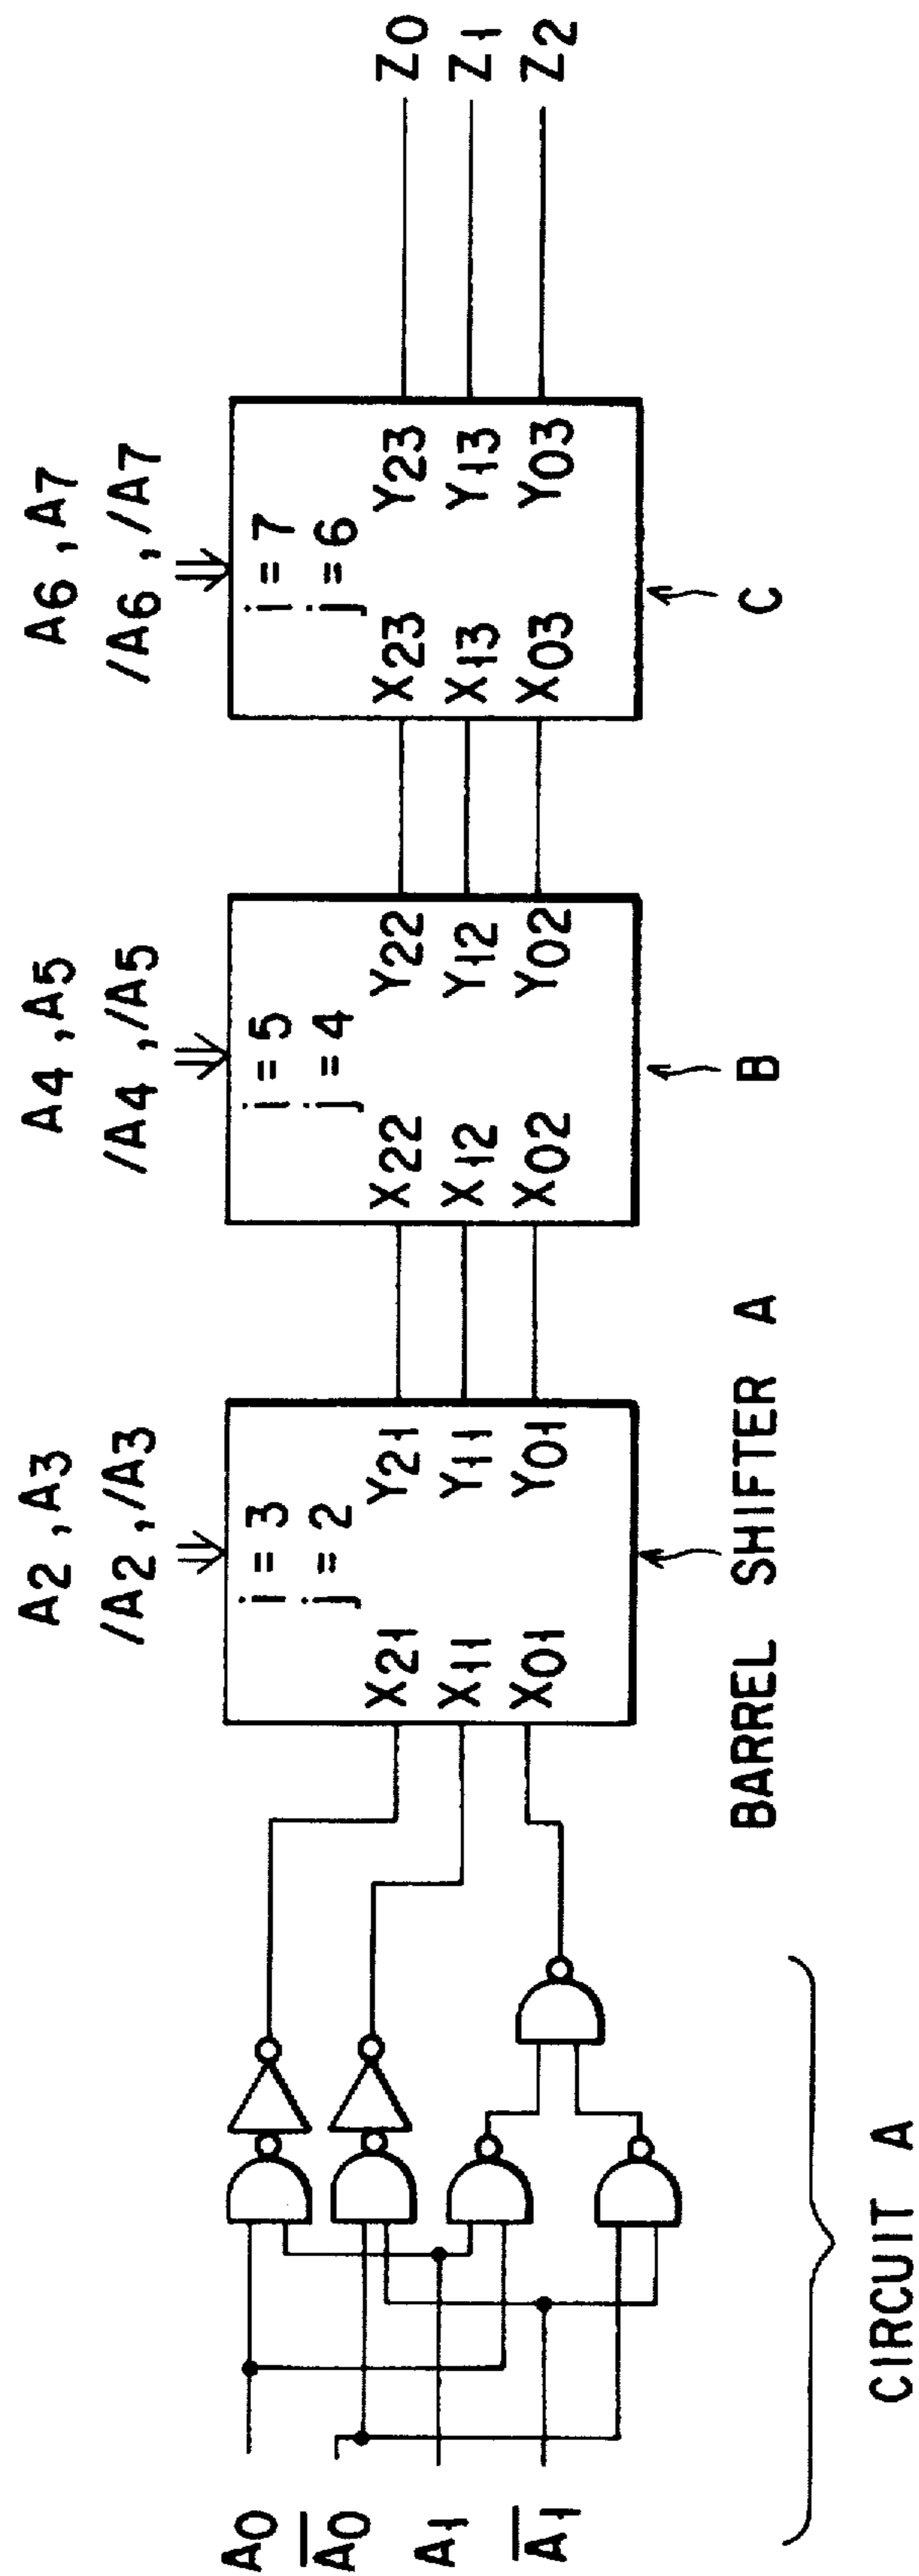 A2 , A3
/A2 , /A3
A4 , A5
/A4 , /A5
A6 , A7
/A6 , /A7
A0
A̅0
A1
A̅1
i = 3
j = 2
X21 Y21
X11 Y11
X01 Y01
i = 5
j = 4
X22 Y22
X12 Y12
X02 Y02
i = 7
j = 6
X23 Y23
X13 Y13
X03 Y03
Z0
Z1
Z2
BARREL SHIFTER A
B
C
CIRCUIT A